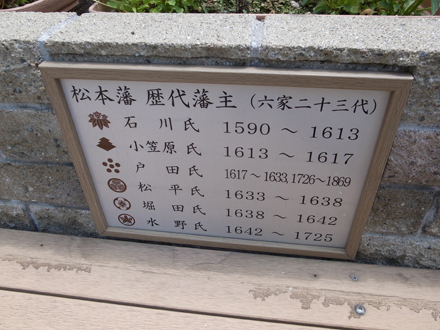 松本藩 歴代藩主 (六家二十三代)
石川氏 1590 ～ 1613
小笠原氏 1613 ～ 1617
戸田氏 1617～1633,1726～1869
松平氏 1633 ～ 1638
堀田氏 1638 ～ 1642
水野氏 1642 ～ 1725